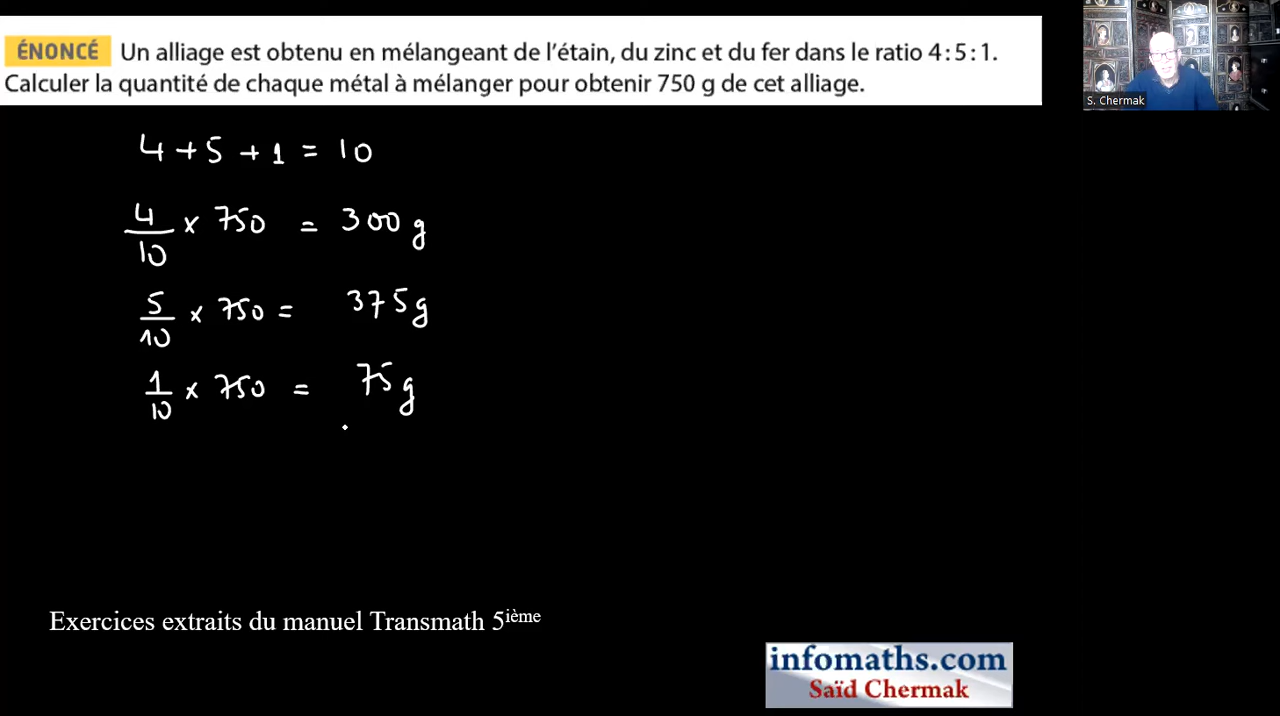 ÉNONCÉ Un alliage est obtenu en mélangeant de l'étain, du zinc et du fer dans le ratio 4:5:1.
Calculer la quantité de chaque métal à mélanger pour obtenir 750 g de cet alliage.
S. Chermak
4 + 5 + 1 = 10
4/10 × 750 = 300 g
5/10 × 750 = 375 g
1/10 × 750 = 75 g
Exercices extraits du manuel Transmath 5ième
infomaths.com
Saïd Chermak